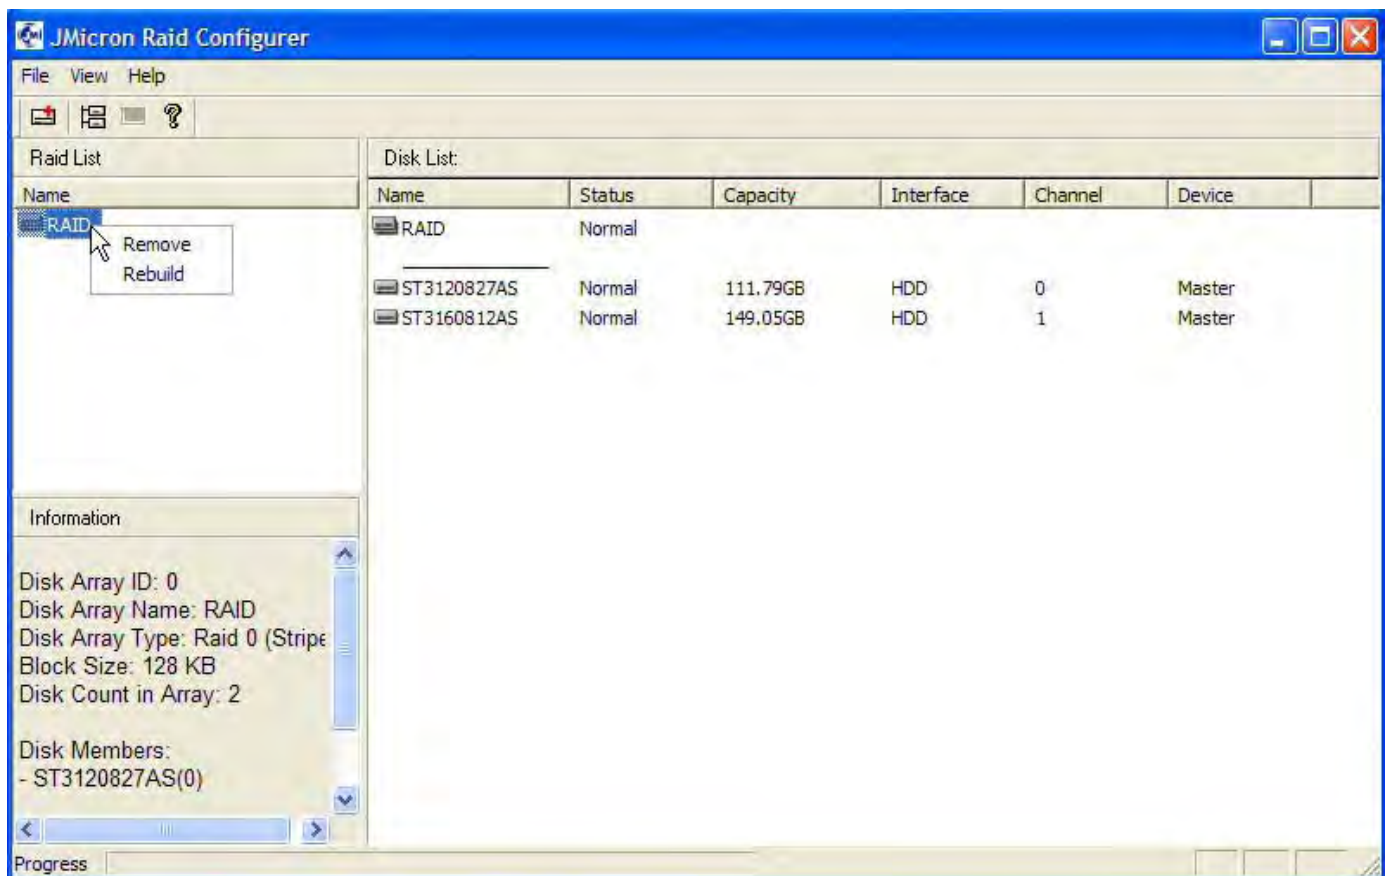 JMicron Raid Configurer
File View Help
Raid List
Name
RAID
Remove
Rebuild
Disk List:
Name Status Capacity Interface Channel Device
RAID Normal
ST3120827AS Normal 111.79GB HDD 0 Master
ST3160812AS Normal 149.05GB HDD 1 Master
Information
Disk Array ID: 0
Disk Array Name: RAID
Disk Array Type: Raid 0 (Stripe
Block Size: 128 KB
Disk Count in Array: 2
Disk Members:
- ST3120827AS(0)
Progress